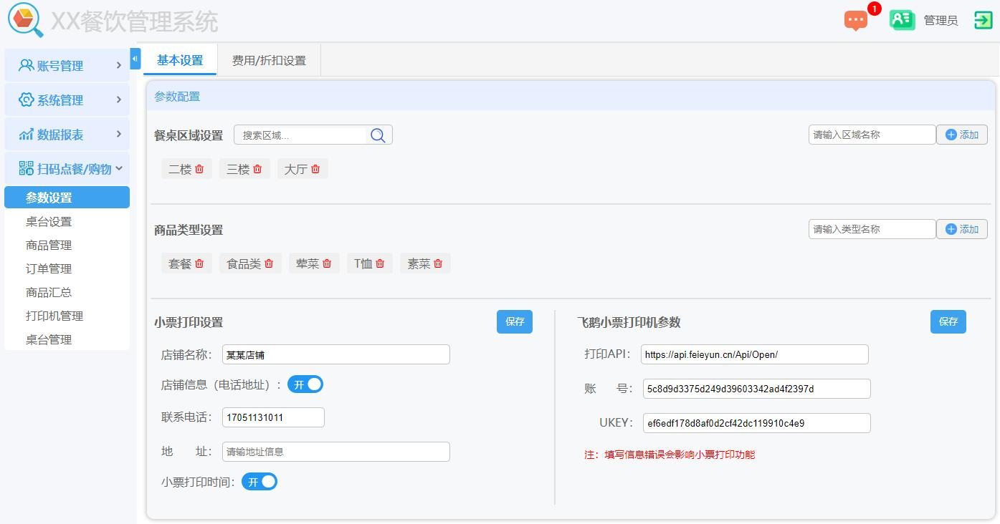 XX餐饮管理系统
1
管理员
账号管理
系统管理
数据报表
扫码点餐/购物
参数设置
桌台设置
商品管理
订单管理
商品汇总
打印机管理
桌台管理
基本设置
费用/折扣设置
参数配置
餐桌区域设置
搜索区域...
请输入区域名称
添加
二楼
三楼
大厅
商品类型设置
请输入类型名称
添加
套餐
食品类
荤菜
T恤
素菜
小票打印设置
保存
店铺名称：
某某店铺
店铺信息（电话地址）：
开
联系电话：
17051131011
地 址：
请输地址信息
小票打印时间：
开
飞鹅小票打印机参数
保存
打印API：
https://api.feieyun.cn/Api/Open/
账 号：
5c8d9d3375d249d39603342ad4f2397d
UKEY：
ef6edf178d8af0d2cf42dc119910c4e9
注：填写信息错误会影响小票打印功能